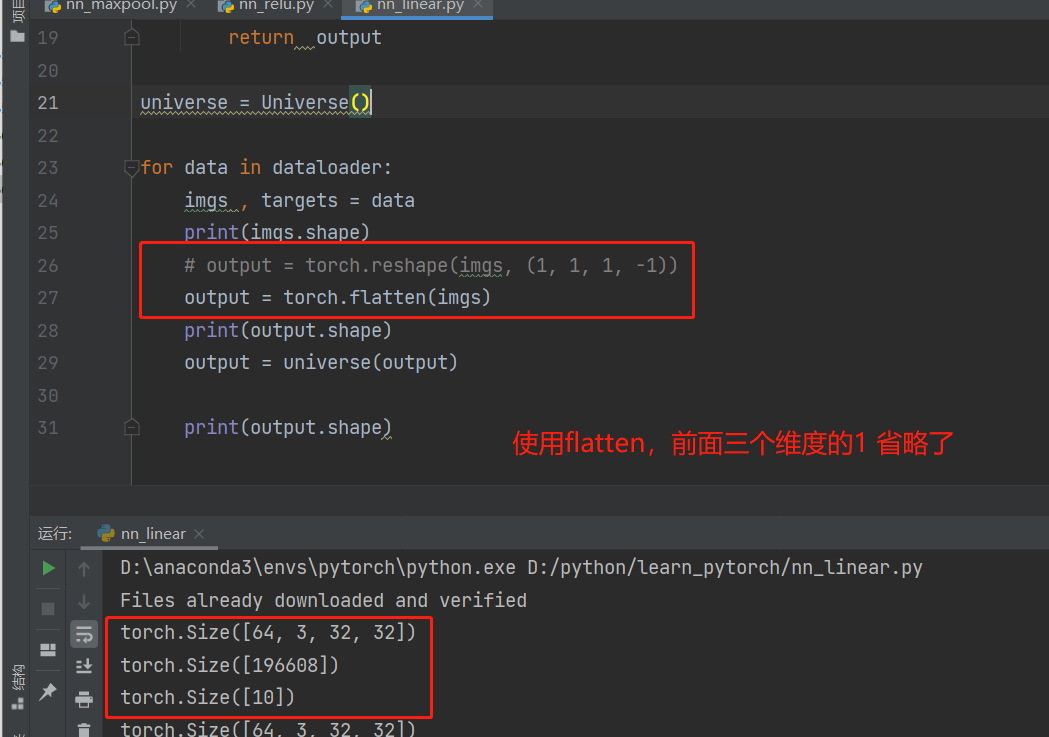 项目
nn_maxpool.py × nn_relu.py × nn_linear.py ×
19 return output
20
21 universe = Universe()
22
23 for data in dataloader:
24 imgs , targets = data
25 print(imgs.shape)
26 # output = torch.reshape(imgs, (1, 1, 1, -1))
27 output = torch.flatten(imgs)
28 print(output.shape)
29 output = universe(output)
30
31 print(output.shape)
使用flatten，前面三个维度的1 省略了
运行: nn_linear ×
D:\anaconda3\envs\pytorch\python.exe D:/python/learn_pytorch/nn_linear.py
Files already downloaded and verified
torch.Size([64, 3, 32, 32])
torch.Size([196608])
torch.Size([10])
torch.Size([64, 3, 32, 32])
结构